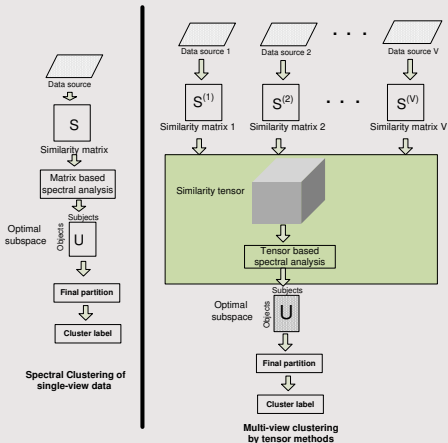 Data source
S
Similarity matrix
Matrix based
spectral analysis
Subjects
Optimal
subspace
Objects
U
Final partition
Cluster label
Spectral Clustering of
single-view data
Data source 1
Data source 2
. . .
Data source V
S(1)
S(2)
. . .
S(V)
Similarity matrix 1
Similarity matrix 2
Similarity matrix V
Similarity tensor
Tensor based
spectral analysis
Subjects
Optimal
subspace
Objects
U
Final partition
Cluster label
Multi-view clustering
by tensor methods